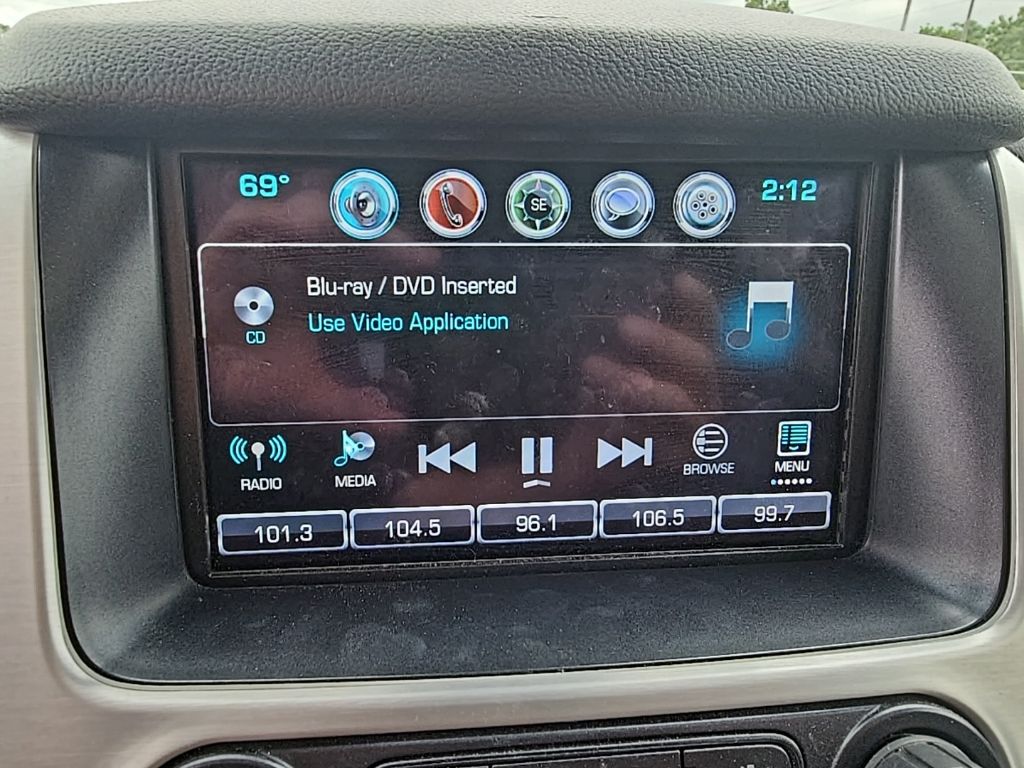 69°
SE
2:12
Blu-ray / DVD Inserted
CD
Use Video Application
RADIO
MEDIA
BROWSE
MENU
101.3
104.5
96.1
106.5
99.7